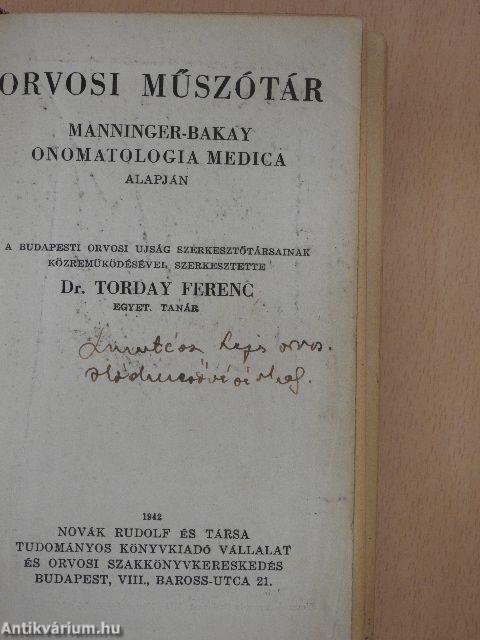 ORVOSI MŰSZÓTÁR
MANNINGER-BAKAY
ONOMATOLOGIA MEDICA
ALAPJÁN
A BUDAPESTI ORVOSI UJSÁG SZERKESZTŐTÁRSAINAK
KÖZREMŰKÖDÉSÉVEL SZERKESZTETTE
Dr. TORDAY FERENC
EGYET. TANÁR
orvos.
1942
NOVÁK RUDOLF ÉS TÁRSA
TUDOMÁNYOS KÖNYVKIADÓ VÁLLALAT
ÉS ORVOSI SZAKKÖNYVKERESKEDÉS
BUDAPEST, VIII., BAROSS-UTCA 21.
Antikvárium.hu